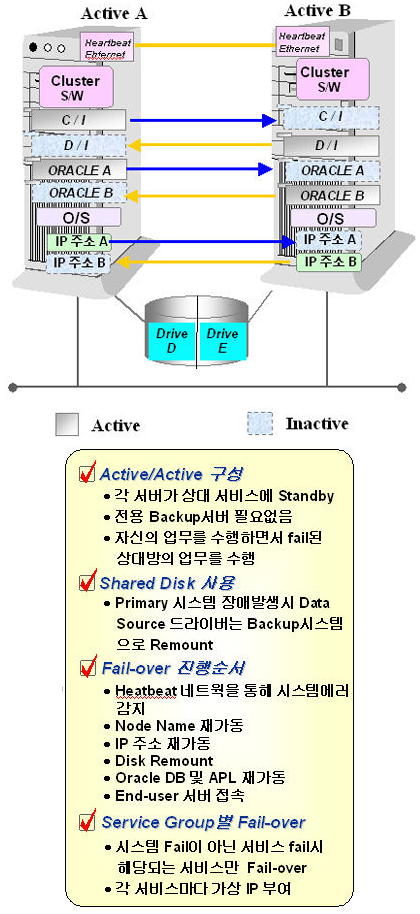 Active A
Active B
Heartbeat
Ehternet
Heartbeat
Ethernet
Cluster
S/W
Cluster
S/W
C / I
C / I
D / I
D / I
ORACLE A
ORACLE A
ORACLE B
ORACLE B
O/S
O/S
IP 주소 A
IP 주소 A
IP 주소 B
IP 주소 B
Drive
D
Drive
E
Active
Inactive
Active/Active 구성
• 각 서버가 상대 서비스에 Standby
• 전용 Backup서버 필요없음
• 자신의 업무를 수행하면서 fail된
상대방의 업무를 수행
Shared Disk 사용
• Primary 시스템 장애발생시 Data
Source 드라이버는 Backup시스템
으로 Remount
Fail-over 진행순서
• Heatbeat 네트웍을 통해 시스템에러
감지
• Node Name 재가동
• IP 주소 재가동
• Disk Remount
• Oracle DB 및 APL 재가동
• End-user 서버 접속
Service Group별 Fail-over
• 시스템 Fail이 아닌 서비스 fail시
해당되는 서비스만 Fail-over
• 각 서비스마다 가상 IP 부여